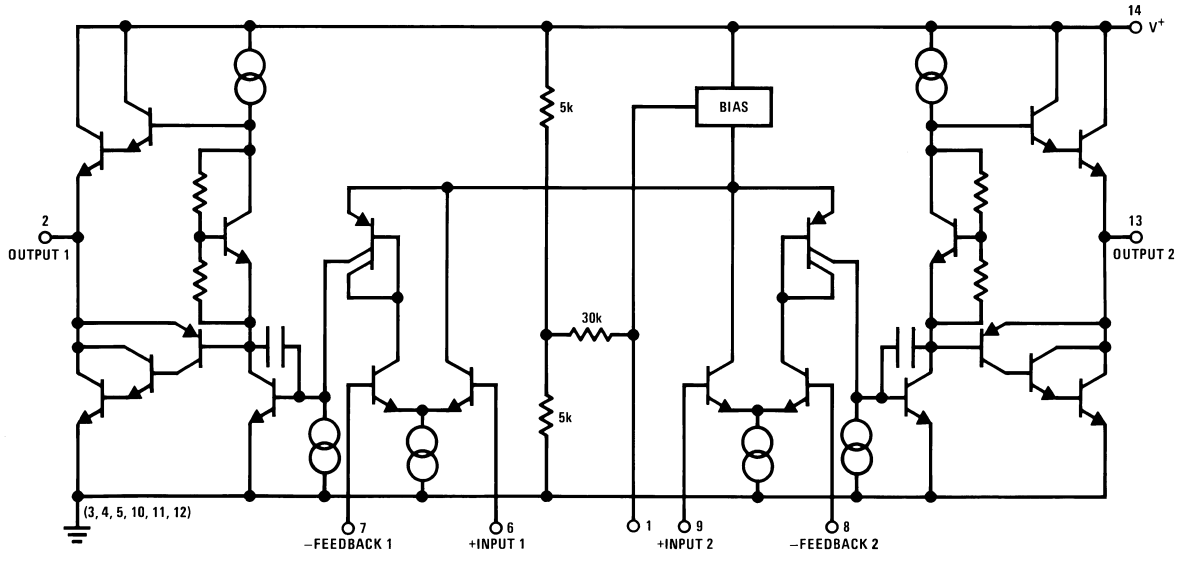 14
V+
5k
BIAS
2
OUTPUT 1
13
OUTPUT 2
30k
5k
(3, 4, 5, 10, 11, 12)
7
–FEEDBACK 1
6
+INPUT 1
1
9
+INPUT 2
8
–FEEDBACK 2